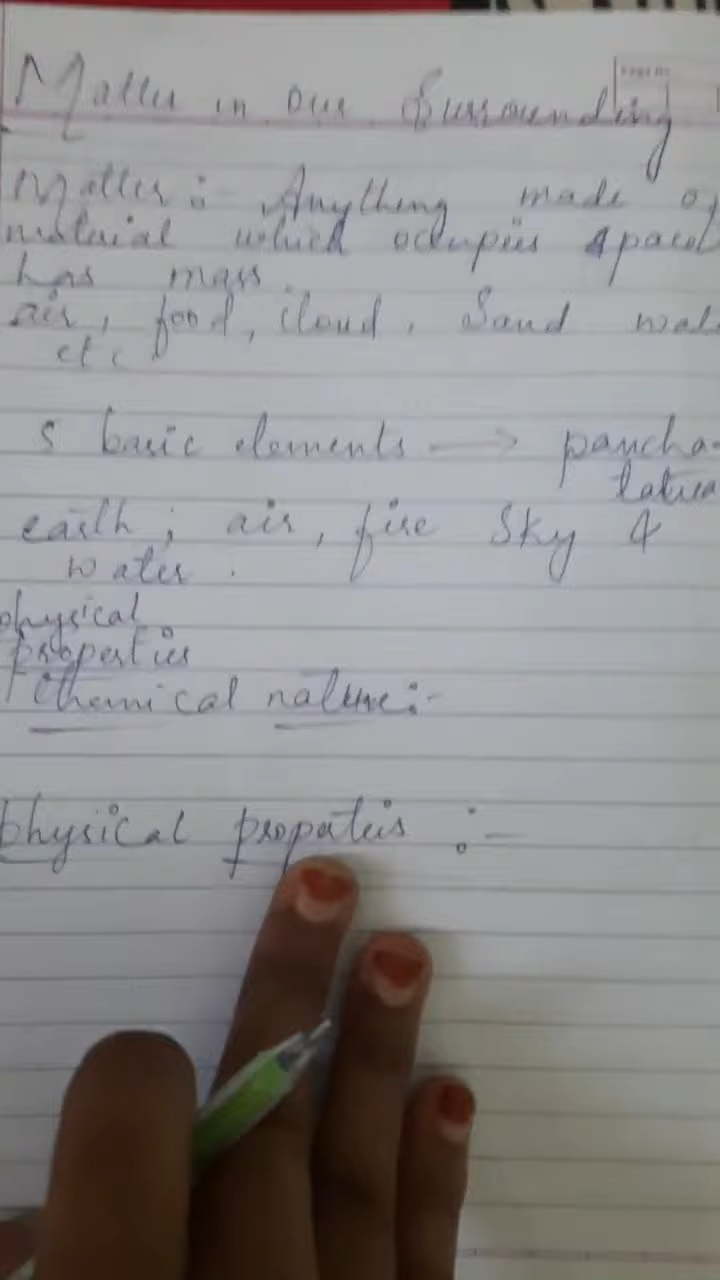 Matter in our Surrounding
Matter :- Anything made of
material which occupies space
has mass.
air, food, cloud, Sand wat
etc
5 basic elements → pancha-
tatva
earth, air, fire Sky &
water.
physical
properties
Chemical nature :-
physical propateis :-